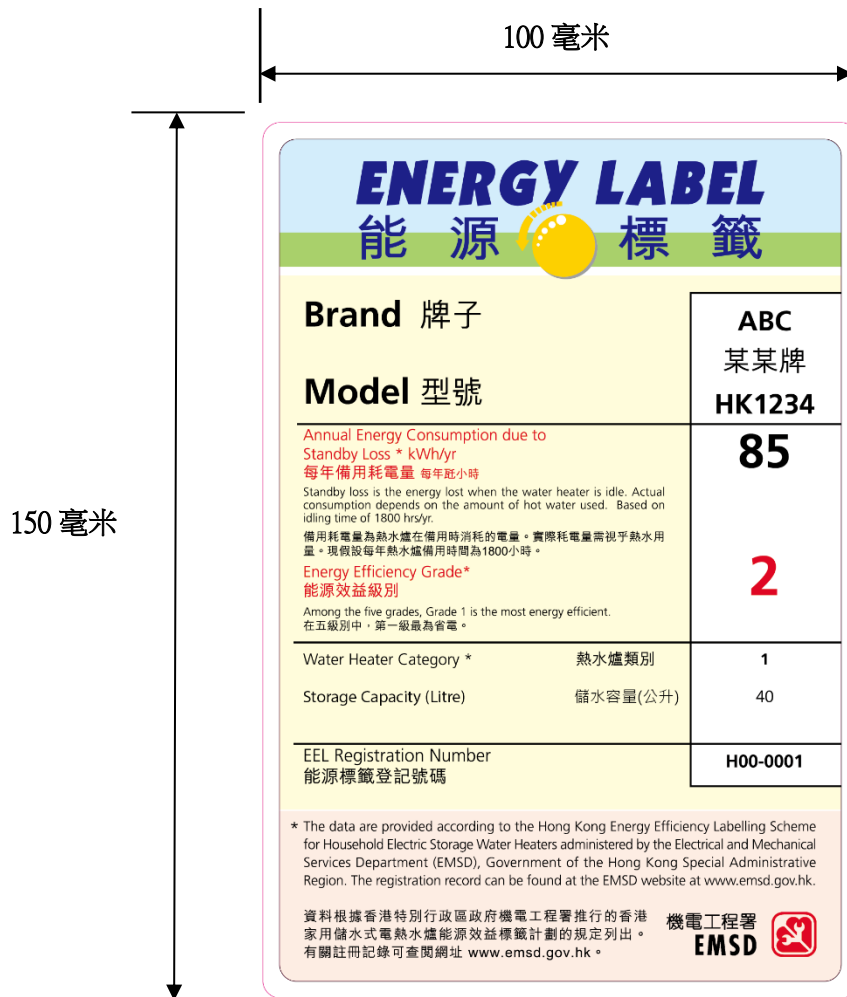 100 毫米
150 毫米
ENERGY LABEL
能 源 標 籤
Brand 牌子
ABC
某某牌
Model 型號
HK1234
Annual Energy Consumption due to
Standby Loss * kWh/yr
85
每年備用耗電量 每年瓩小時
Standby loss is the energy lost when the water heater is idle. Actual
consumption depends on the amount of hot water used. Based on
idling time of 1800 hrs/yr.
備用耗電量為熱水爐在備用時消耗的電量。實際耗電量需視乎熱水用
量。現假設每年熱水爐備用時間為1800小時。
Energy Efficiency Grade*
能源效益級別
2
Among the five grades, Grade 1 is the most energy efficient.
在五級別中，第一級最為省電。
Water Heater Category * 熱水爐類別 1
Storage Capacity (Litre) 儲水容量(公升) 40
EEL Registration Number
能源標籤登記號碼
H00-0001
* The data are provided according to the Hong Kong Energy Efficiency Labelling Scheme
for Household Electric Storage Water Heaters administered by the Electrical and Mechanical
Services Department (EMSD), Government of the Hong Kong Special Administrative
Region. The registration record can be found at the EMSD website at www.emsd.gov.hk.
資料根據香港特別行政區政府機電工程署推行的香港
家用儲水式電熱水爐能源效益標籤計劃的規定列出。
有關註冊記錄可查閱網址 www.emsd.gov.hk。
機電工程署
EMSD